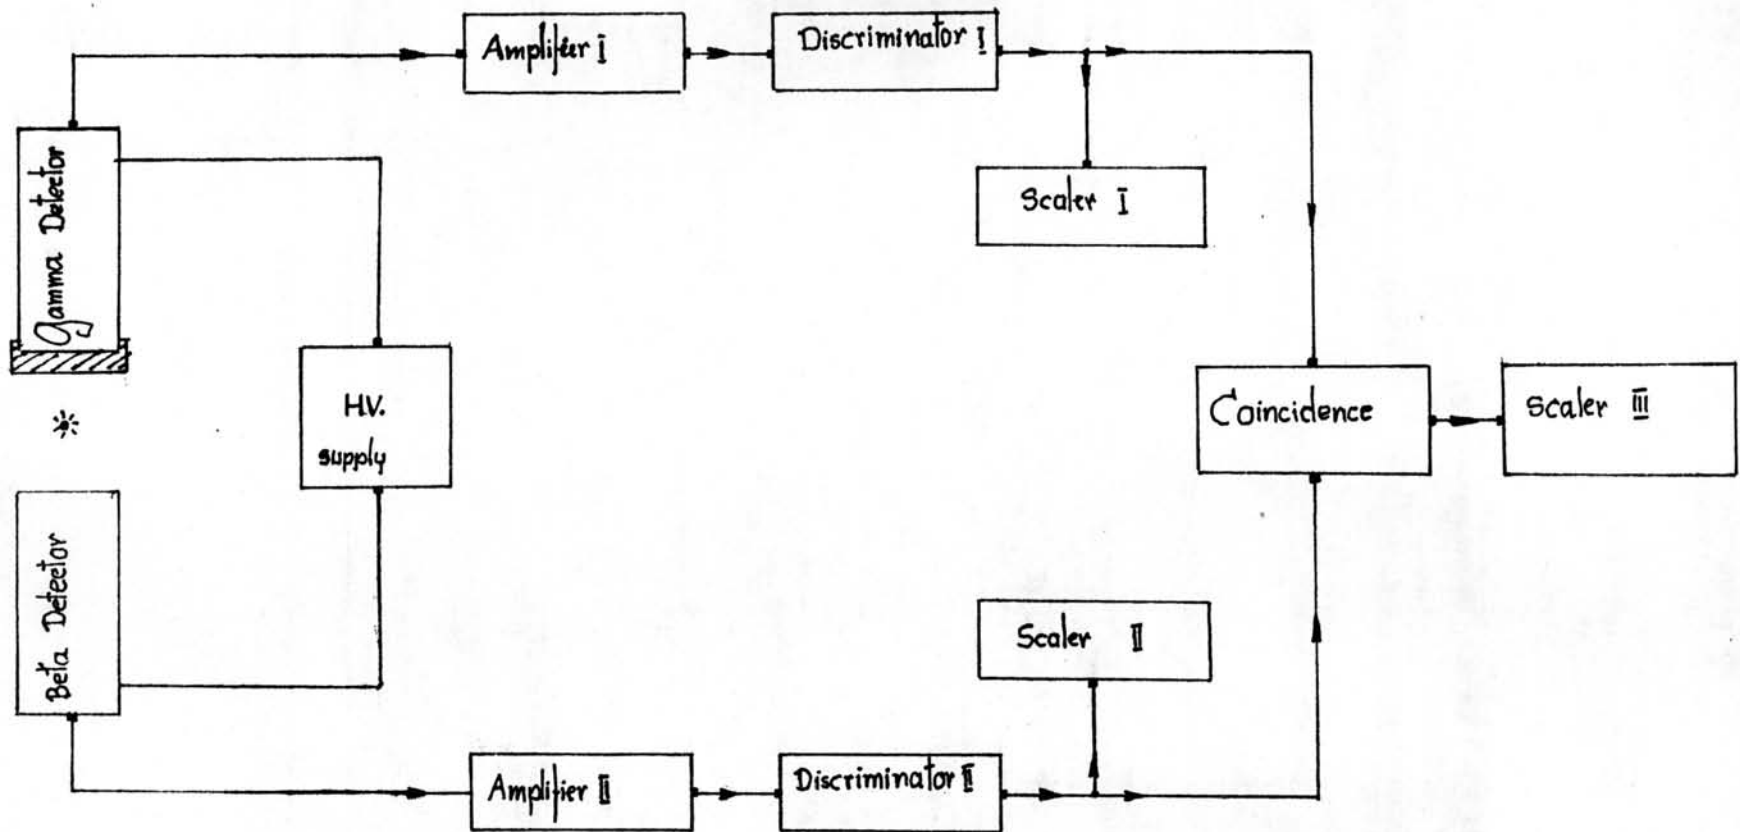 Amplifier I
Discriminator I
Scaler I
Gamma Detector
H.V.
supply
Coincidence
Scaler III
Beta Detector
Scaler II
Amplifier II
Discriminator II